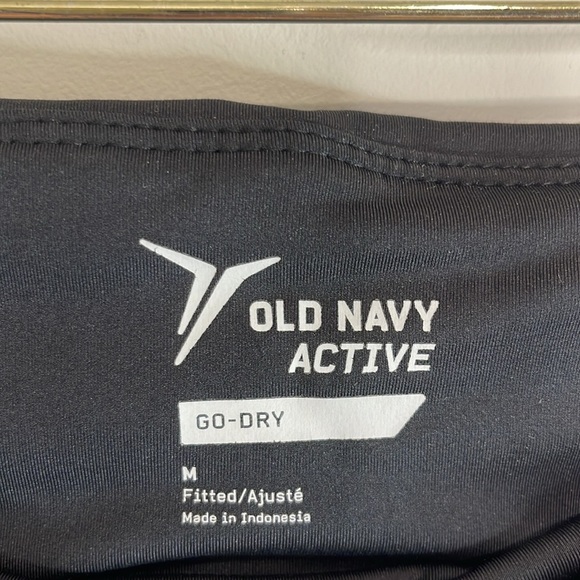 OLD NAVY
ACTIVE
GO-DRY
M
Fitted/Ajusté
Made in Indonesia